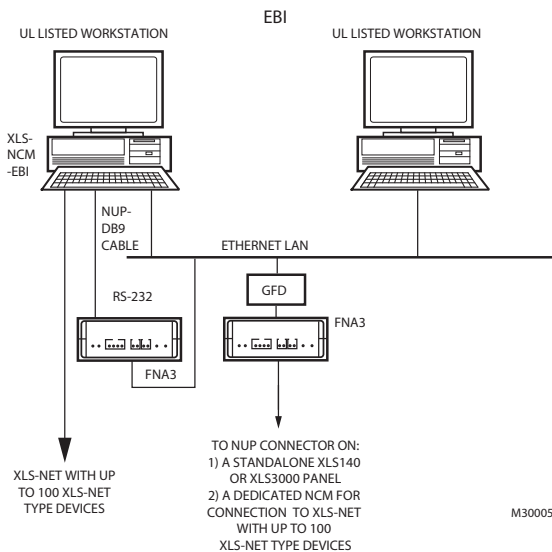 EBI
UL LISTED WORKSTATION
UL LISTED WORKSTATION
XLS-
NCM
-EBI
NUP-
DB9
CABLE
ETHERNET LAN
RS-232
GFD
FNA3
FNA3
XLS-NET WITH UP
TO 100 XLS-NET
TYPE DEVICES
TO NUP CONNECTOR ON:
1) A STANDALONE XLS140
OR XLS3000 PANEL
2) A DEDICATED NCM FOR
CONNECTION TO XLS-NET
WITH UP TO 100
XLS-NET TYPE DEVICES
M30005